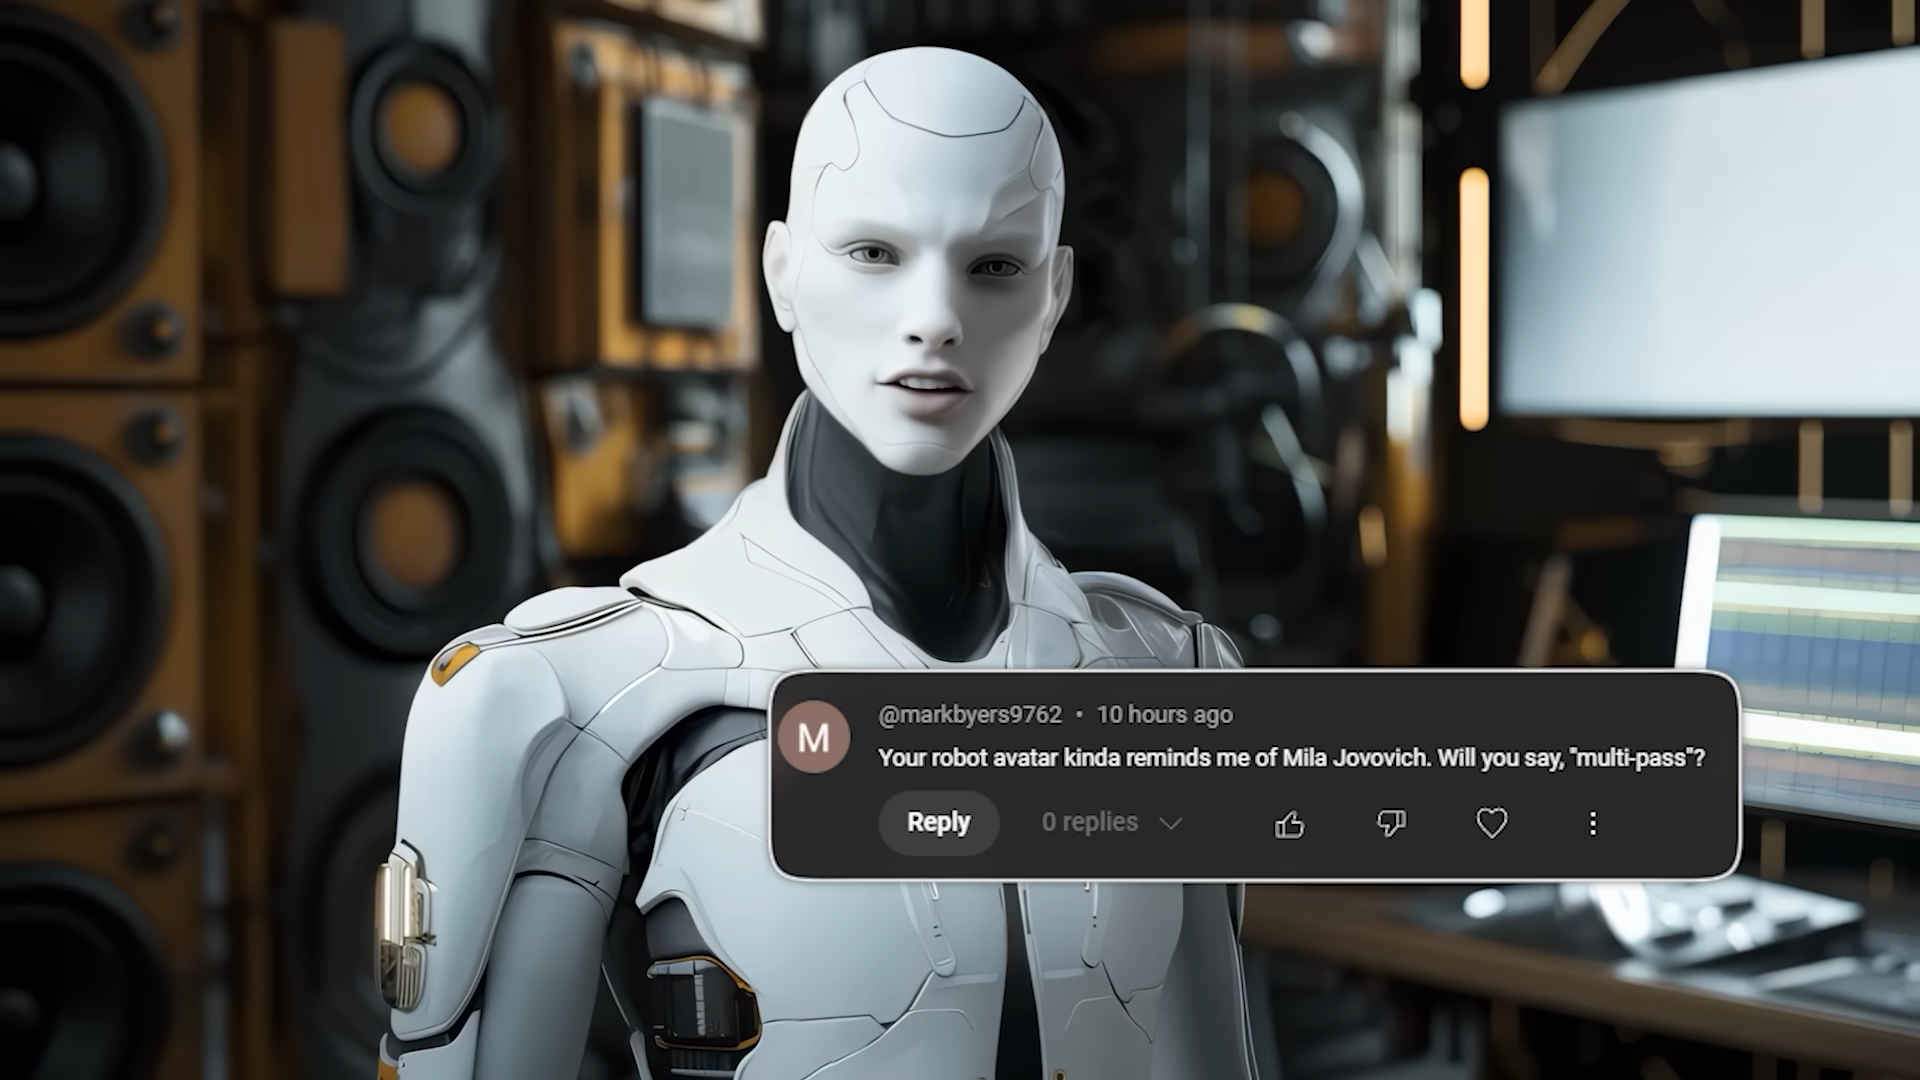 M
@markbyers9762 • 10 hours ago
Your robot avatar kinda reminds me of Mila Jovovich. Will you say, "multi-pass"?
Reply
0 replies